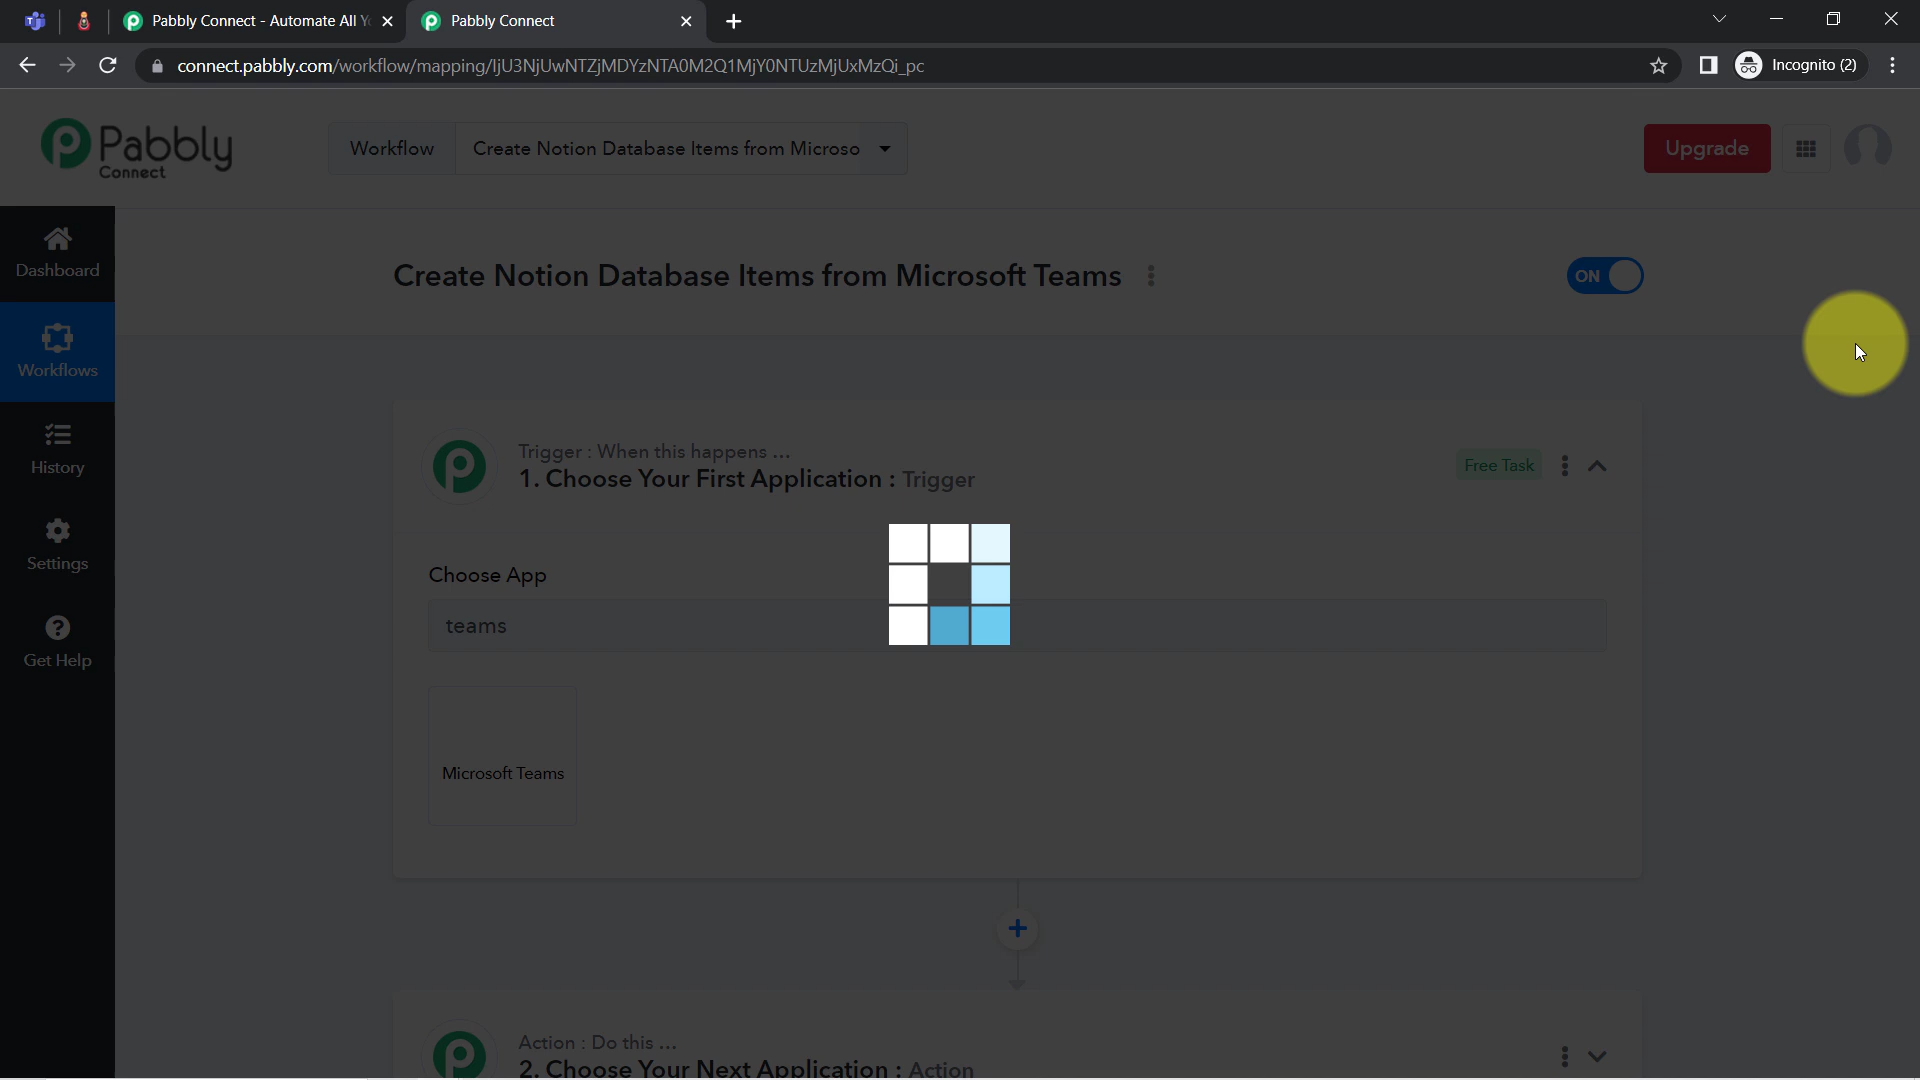 Pabbly Connect - Automate All Y
Pabbly Connect
connect.pabbly.com/workflow/mapping/IjU3NjUwNTZjMDYzNTA0M2Q1MjY0NTUzMjUxMzQi_pc
Incognito (2)
Pabbly
Connect
Workflow
Create Notion Database Items from Microso
Upgrade
Dashboard
Workflows
History
Settings
Get Help
Create Notion Database Items from Microsoft Teams
ON
Trigger : When this happens ...
1. Choose Your First Application : Trigger
Free Task
Choose App
teams
Microsoft Teams
Action : Do this ...
2. Choose Your Next Application : Action